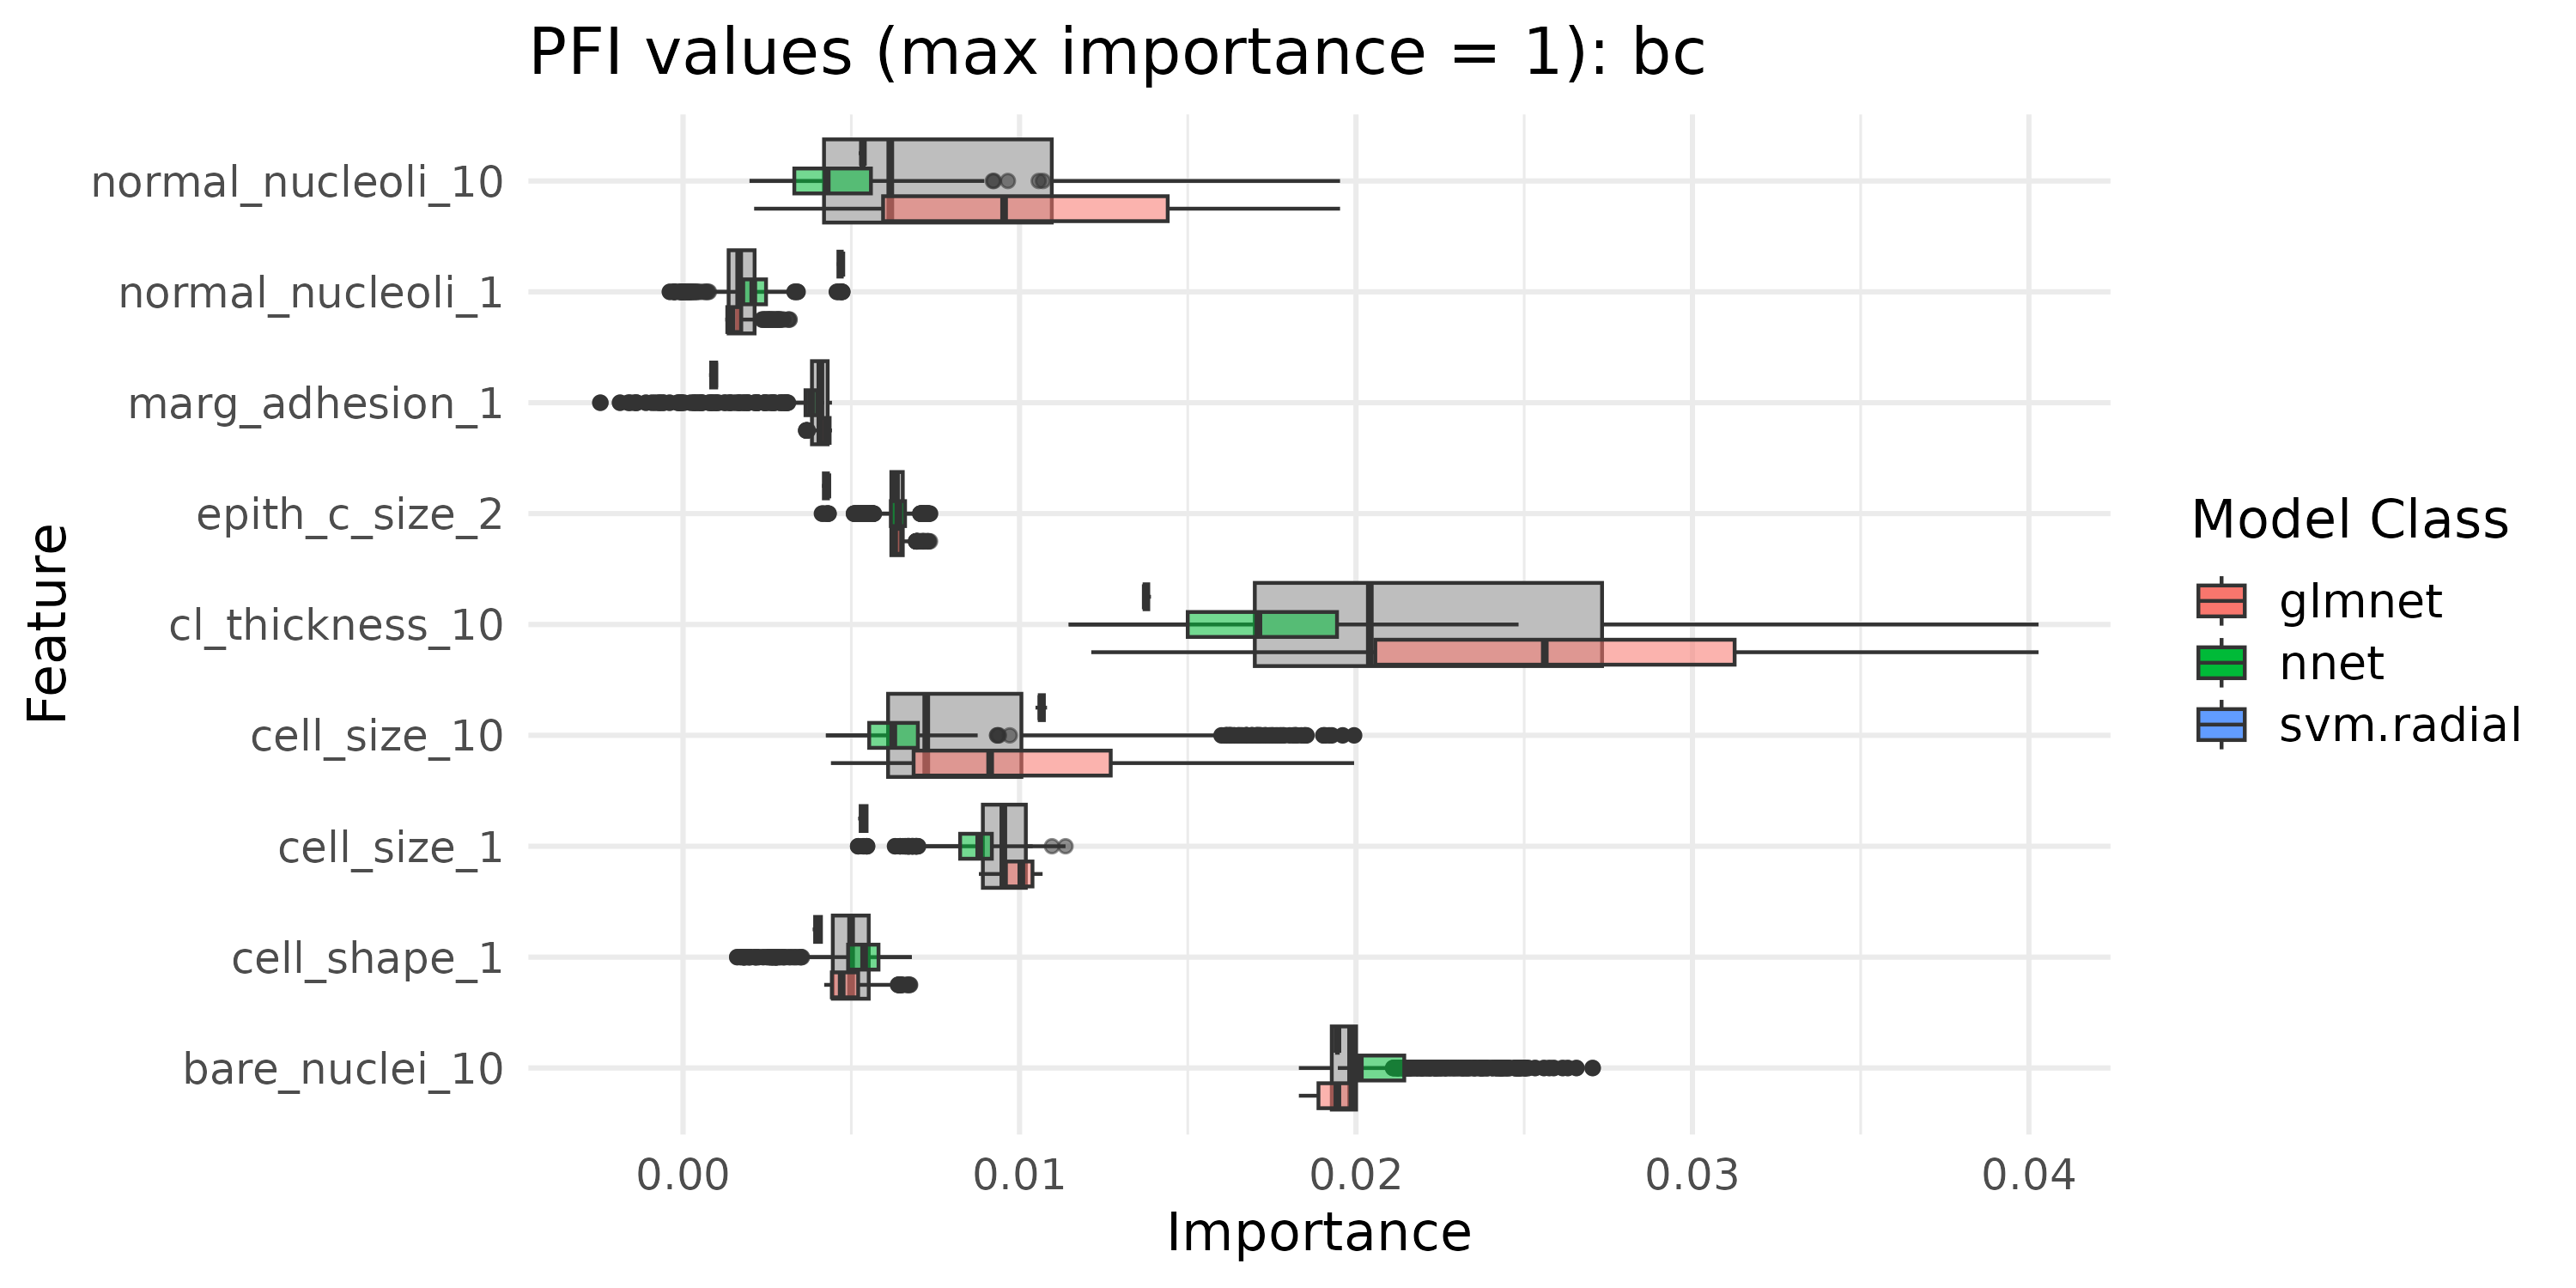 PFI values (max importance = 1): bc
Feature
normal_nucleoli_10
normal_nucleoli_1
marg_adhesion_1
epith_c_size_2
cl_thickness_10
cell_size_10
cell_size_1
cell_shape_1
bare_nuclei_10
0.00
0.01
0.02
0.03
0.04
Importance
Model Class
glmnet
nnet
svm.radial